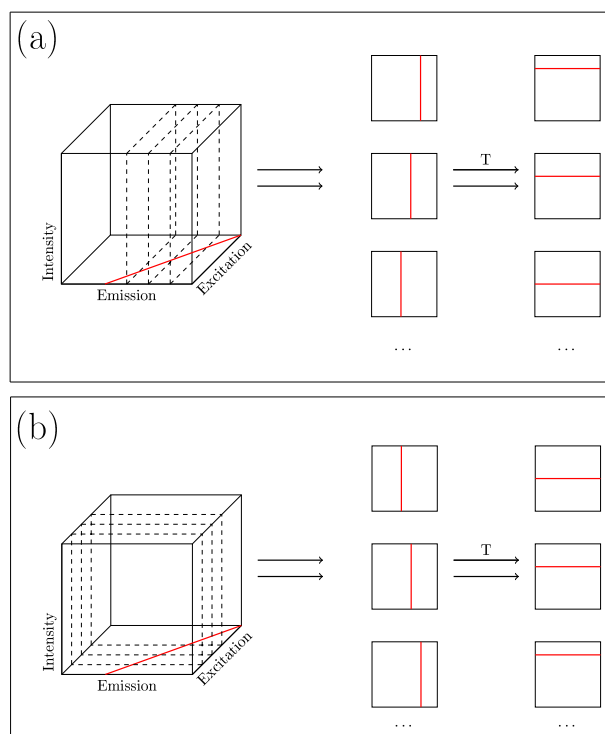 (a)
Intensity
Emission
Excitation
T
...
...
(b)
Intensity
Emission
Excitation
T
...
...